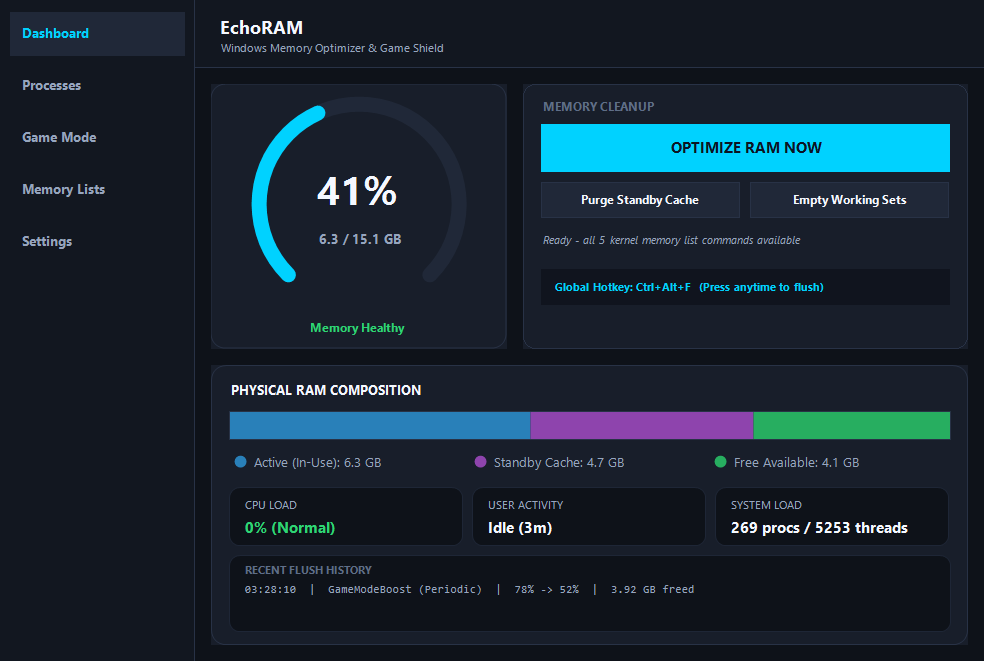 Dashboard
Processes
Game Mode
Memory Lists
Settings
EchoRAM
Windows Memory Optimizer & Game Shield
41%
6.3 / 15.1 GB
Memory Healthy
MEMORY CLEANUP
OPTIMIZE RAM NOW
Purge Standby Cache
Empty Working Sets
Ready - all 5 kernel memory list commands available
Global Hotkey: Ctrl+Alt+F (Press anytime to flush)
PHYSICAL RAM COMPOSITION
Active (In-Use): 6.3 GB
Standby Cache: 4.7 GB
Free Available: 4.1 GB
CPU LOAD
0% (Normal)
USER ACTIVITY
Idle (3m)
SYSTEM LOAD
269 procs / 5253 threads
RECENT FLUSH HISTORY
03:28:10 | GameModeBoost (Periodic) | 78% -> 52% | 3.92 GB freed